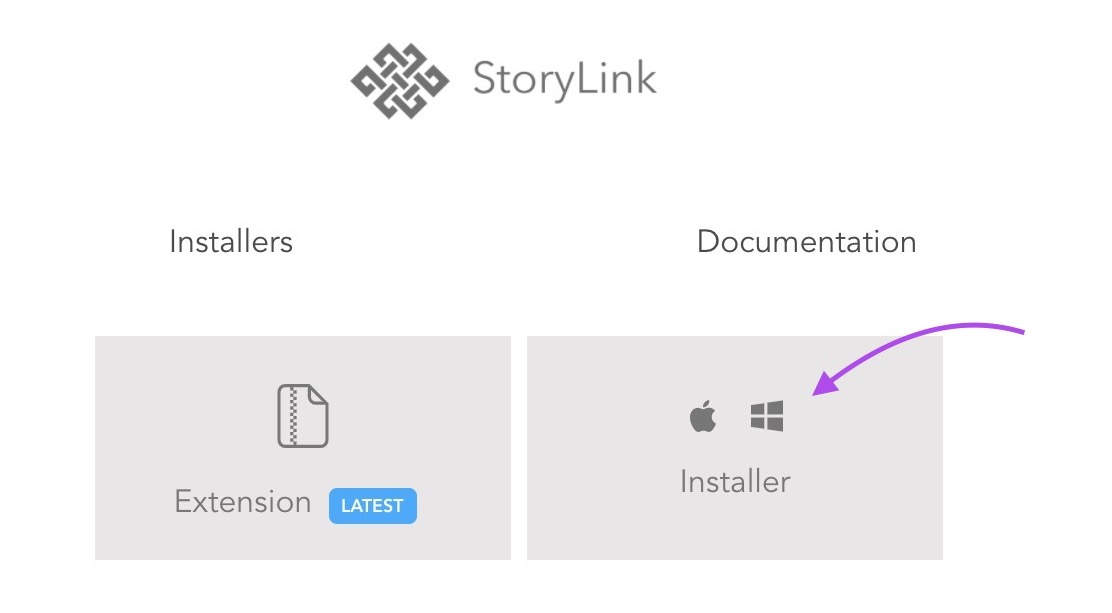 StoryLink
Installers
Documentation
Extension LATEST
Installer